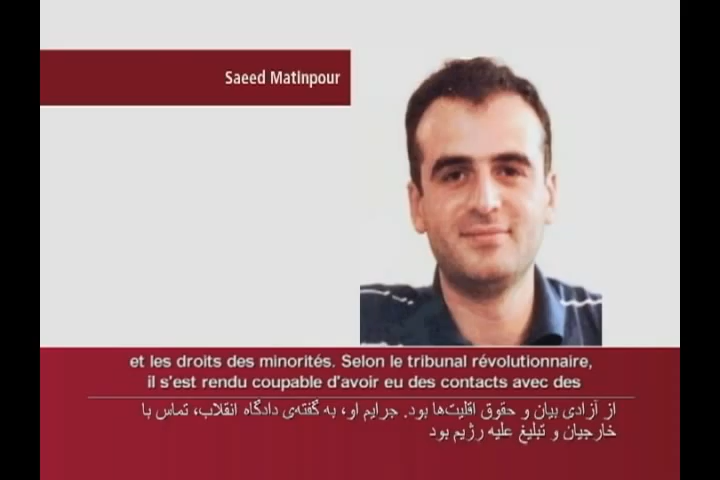 Saeed Matinpour
et les droits des minorités. Selon le tribunal révolutionnaire,
il s'est rendu coupable d'avoir eu des contacts avec des
از آزادی بیان و حقوق اقلیت‌ها بود. جرایم او، به گفته‌ی دادگاه انقلاب، تماس با
خارجیان و تبلیغ علیه رژیم بود